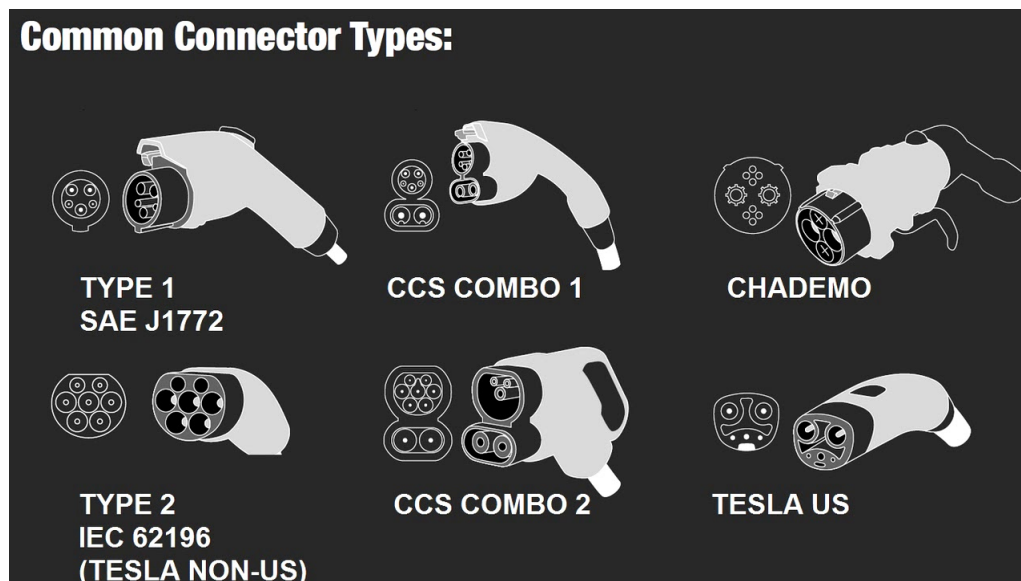 Common Connector Types:
TYPE 1
SAE J1772
CCS COMBO 1
CHADEMO
TYPE 2
IEC 62196
(TESLA NON-US)
CCS COMBO 2
TESLA US